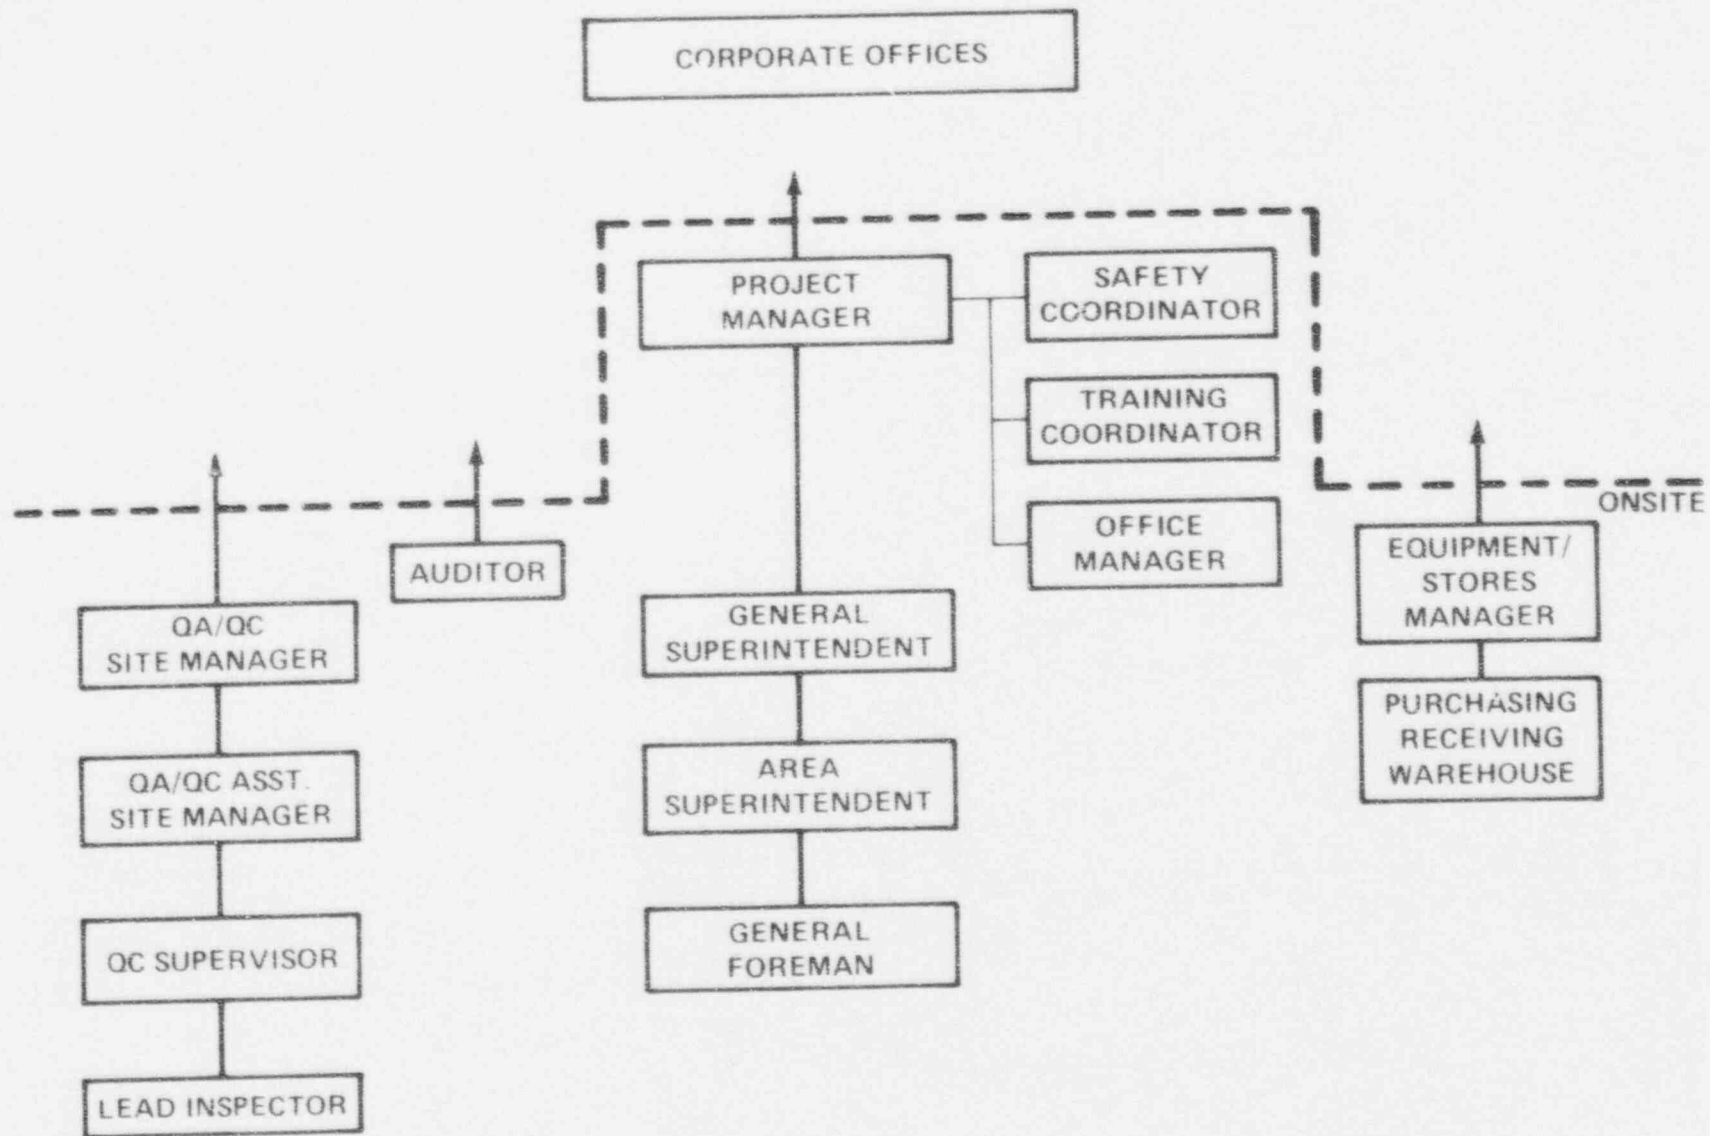 CORPORATE OFFICES
PROJECT
MANAGER
SAFETY
COORDINATOR
TRAINING
COORDINATOR
OFFICE
MANAGER
ONSITE
AUDITOR
EQUIPMENT/
STORES
MANAGER
QA/QC
SITE MANAGER
GENERAL
SUPERINTENDENT
PURCHASING
RECEIVING
WAREHOUSE
QA/QC ASST.
SITE MANAGER
AREA
SUPERINTENDENT
QC SUPERVISOR
GENERAL
FOREMAN
LEAD INSPECTOR